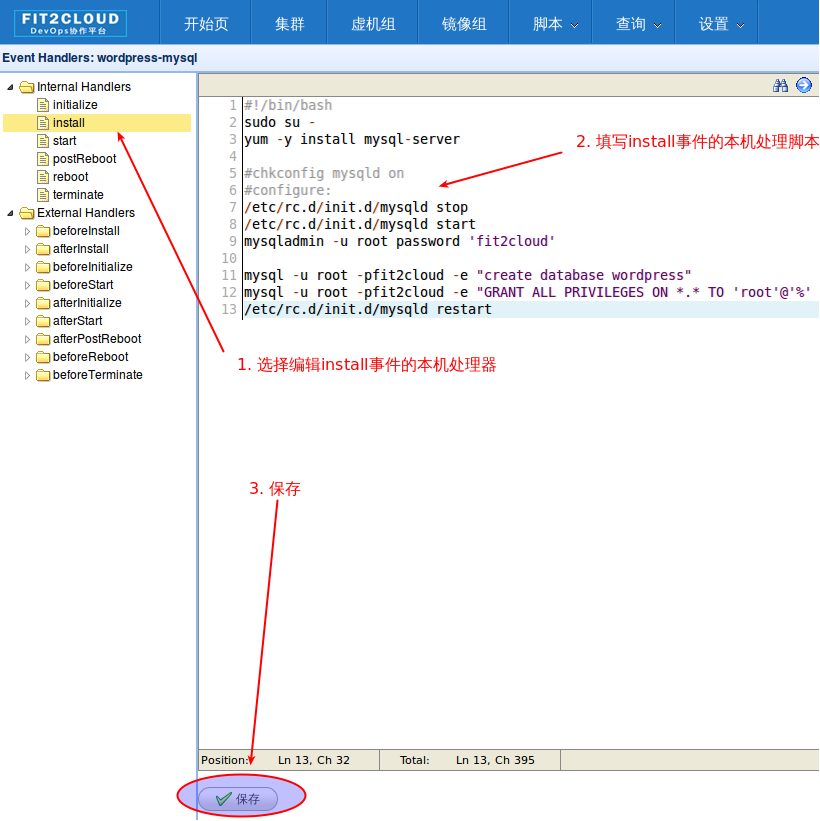 FIT2CLOUD
DevOps协作平台
开始页
集群
虚机组
镜像组
脚本
查询
设置
Event Handlers: wordpress-mysql
Internal Handlers
initialize
install
start
postReboot
reboot
terminate
External Handlers
beforeInstall
afterInstall
beforeInitialize
beforeStart
afterInitialize
afterStart
afterPostReboot
beforeReboot
beforeTerminate
1 #!/bin/bash
2 sudo su -
3 yum -y install mysql-server
4
5 #chkconfig mysqld on
6 #configure:
7 /etc/rc.d/init.d/mysqld stop
8 /etc/rc.d/init.d/mysqld start
9 mysqladmin -u root password 'fit2cloud'
10
11 mysql -u root -pfit2cloud -e "create database wordpress"
12 mysql -u root -pfit2cloud -e "GRANT ALL PRIVILEGES ON *.* TO 'root'@'%'
13 /etc/rc.d/init.d/mysqld restart
2. 填写install事件的本机处理脚本
1. 选择编辑install事件的本机处理器
3. 保存
Position: Ln 13, Ch 32 Total: Ln 13, Ch 395
保存